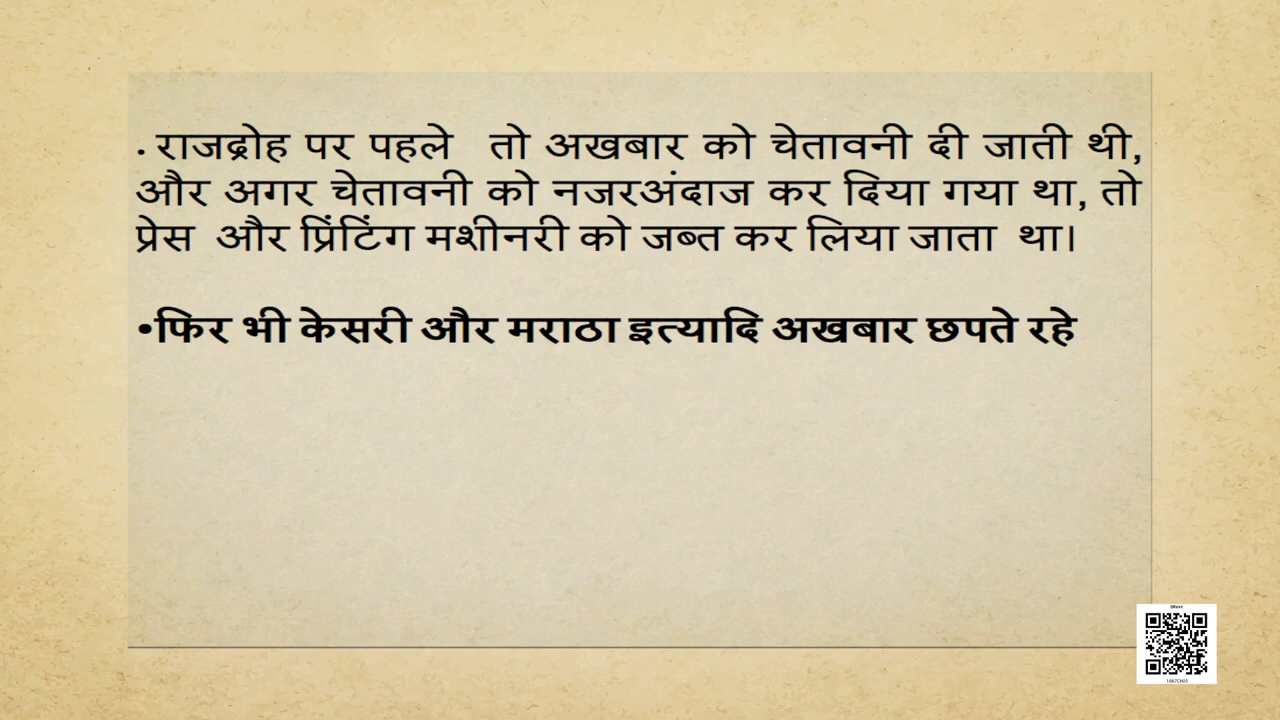 · राजद्रोह पर पहले तो अखबार को चेतावनी दी जाती थी,
और अगर चेतावनी को नजरअंदाज कर दिया गया था, तो
प्रेस और प्रिंटिंग मशीनरी को जब्त कर लिया जाता था।
•फिर भी केसरी और मराठा इत्यादि अखबार छपते रहे